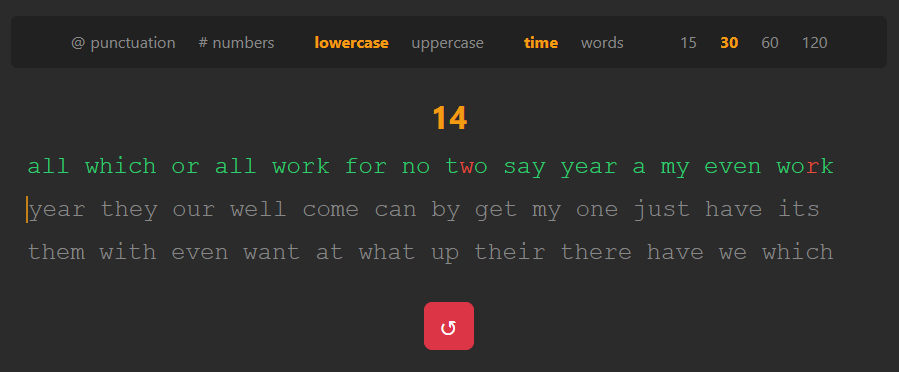 @ punctuation # numbers lowercase uppercase time words 15 30 60 120
14
all which or all work for no two say year a my even work
year they our well come can by get my one just have its
them with even want at what up their there have we which
↺